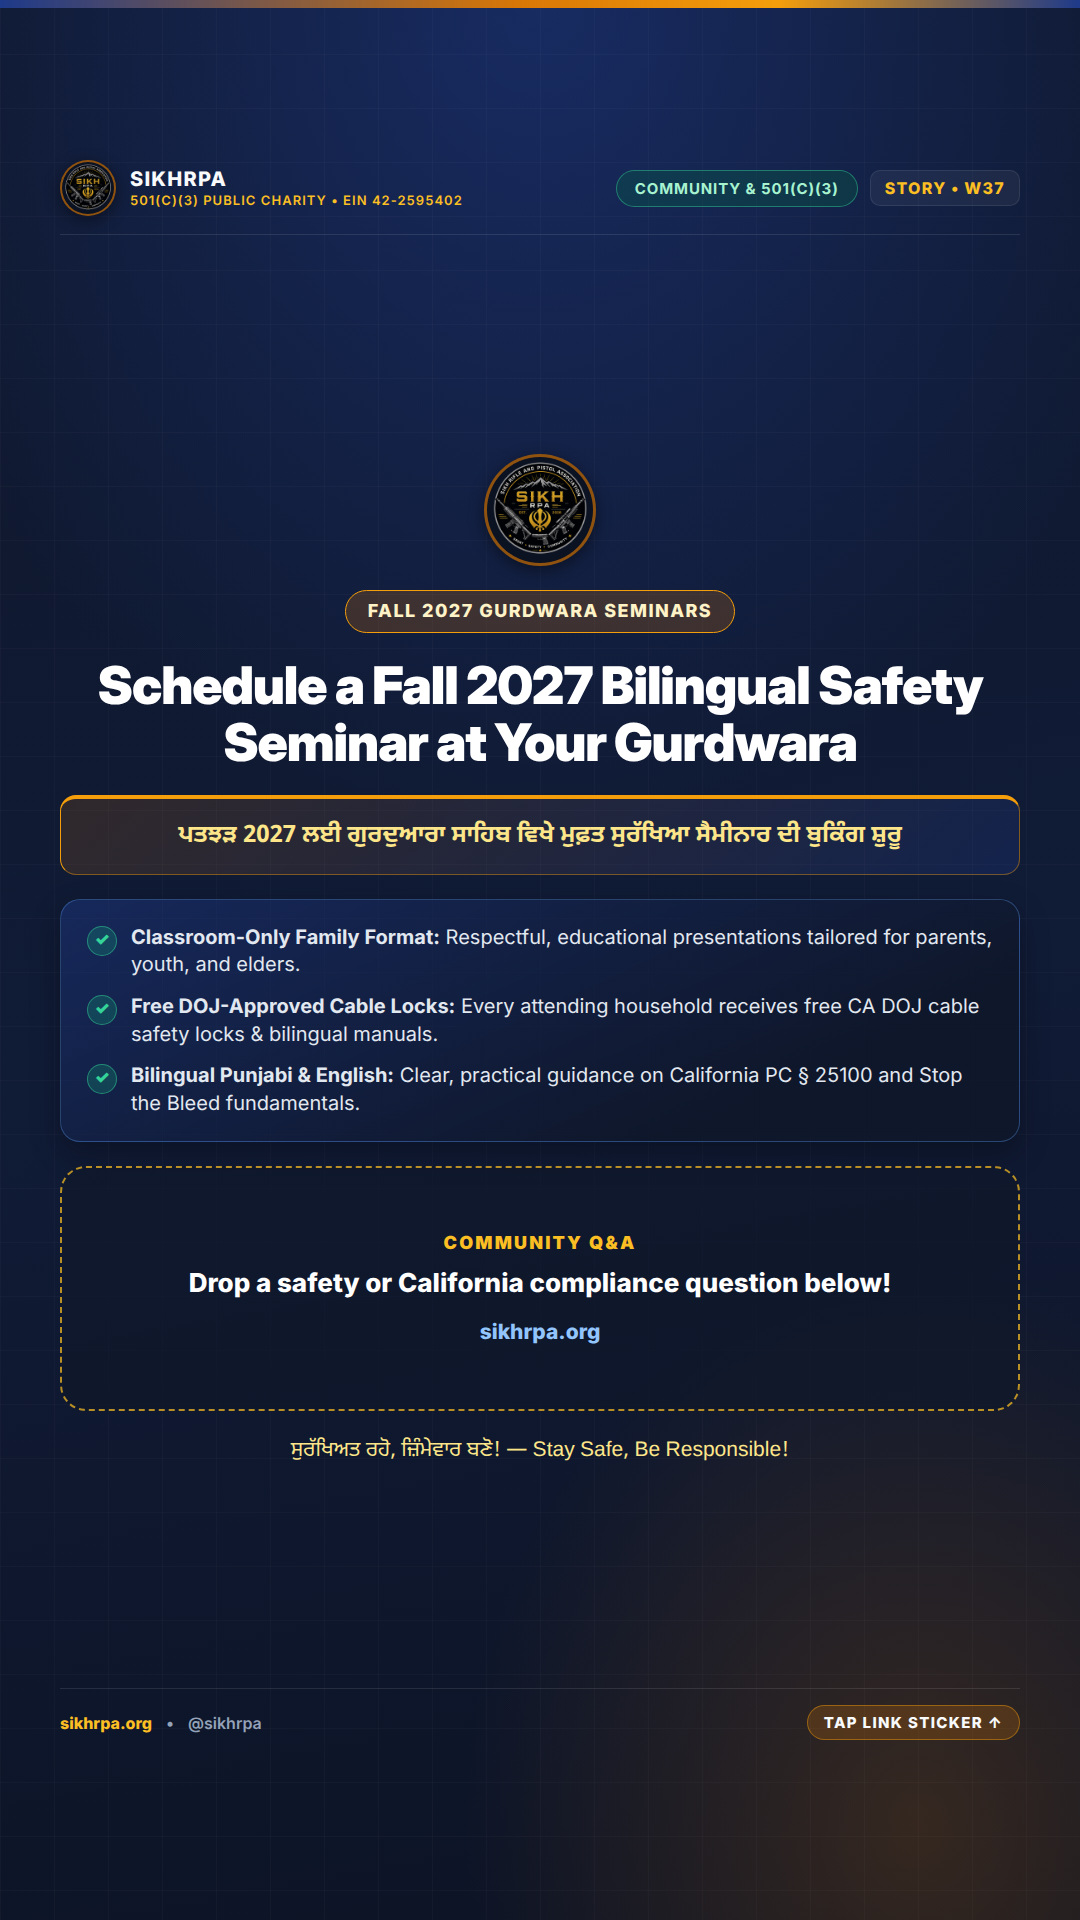 SIKHRPA
501(C)(3) PUBLIC CHARITY • EIN 42-2595402
COMMUNITY & 501(C)(3)
STORY • W37
SIKH RIFLE AND PISTOL ASSOCIATION
SIKH
RPA
FALL 2027 GURDWARA SEMINARS
Schedule a Fall 2027 Bilingual Safety
Seminar at Your Gurdwara
ਪਤਝੜ 2027 ਲਈ ਗੁਰਦੁਆਰਾ ਸਾਹਿਬ ਵਿਖੇ ਮੁਫ਼ਤ ਸੁਰੱਖਿਆ ਸੈਮੀਨਾਰ ਦੀ ਬੁਕਿੰਗ ਸ਼ੁਰੂ
Classroom-Only Family Format: Respectful, educational presentations tailored for parents,
youth, and elders.
Free DOJ-Approved Cable Locks: Every attending household receives free CA DOJ cable
safety locks & bilingual manuals.
Bilingual Punjabi & English: Clear, practical guidance on California PC § 25100 and Stop
the Bleed fundamentals.
COMMUNITY Q&A
Drop a safety or California compliance question below!
sikhrpa.org
ਸੁਰੱਖਿਅਤ ਰਹੋ, ਜ਼ਿੰਮੇਵਾਰ ਬਣੋ! — Stay Safe, Be Responsible!
sikhrpa.org • @sikhrpa
TAP LINK STICKER ↑